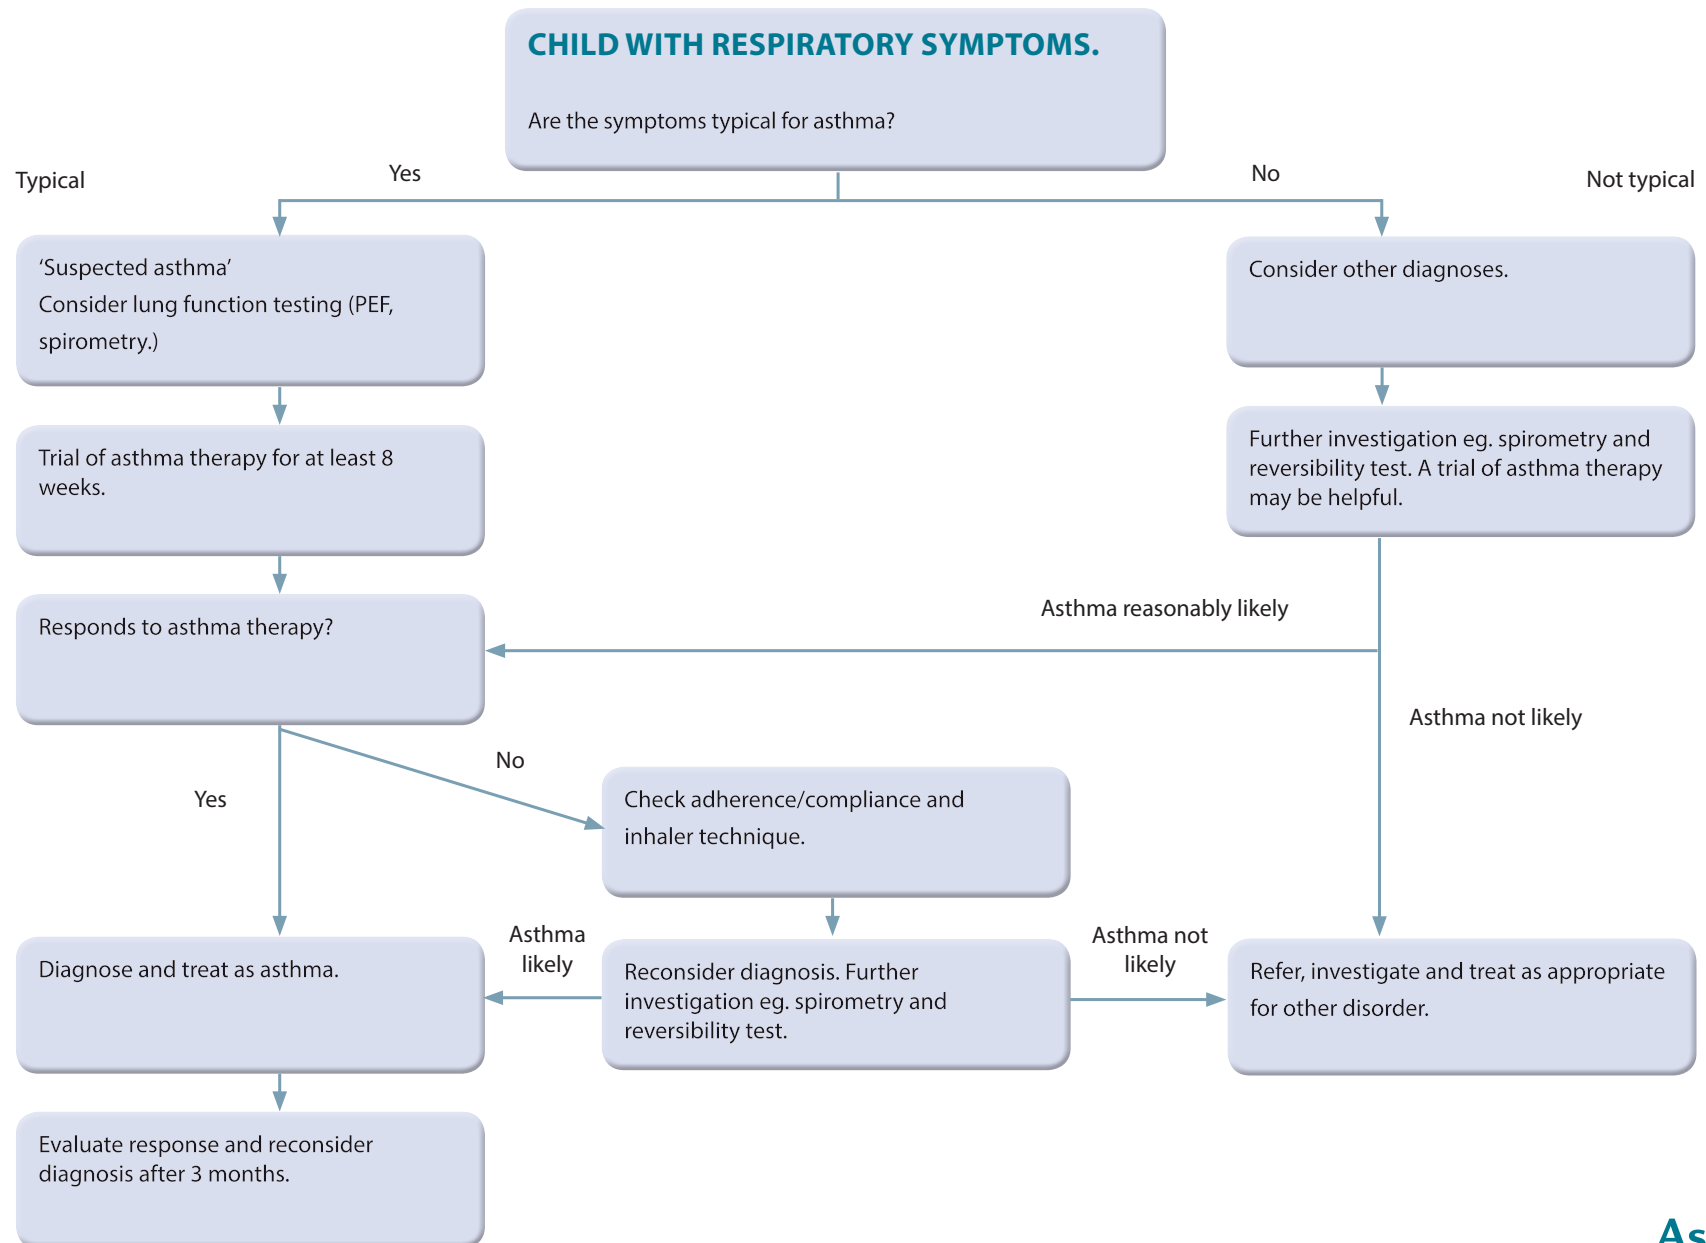 CHILD WITH RESPIRATORY SYMPTOMS.
Are the symptoms typical for asthma?
Typical
Yes
No
Not typical
‘Suspected asthma’
Consider lung function testing (PEF,
spirometry.)
Consider other diagnoses.
Trial of asthma therapy for at least 8
weeks.
Further investigation eg. spirometry and
reversibility test. A trial of asthma therapy
may be helpful.
Responds to asthma therapy?
Asthma reasonably likely
Asthma not likely
No
Yes
Check adherence/compliance and
inhaler technique.
Diagnose and treat as asthma.
Asthma
likely
Reconsider diagnosis. Further
investigation eg. spirometry and
reversibility test.
Asthma not
likely
Refer, investigate and treat as appropriate
for other disorder.
Evaluate response and reconsider
diagnosis after 3 months.
As